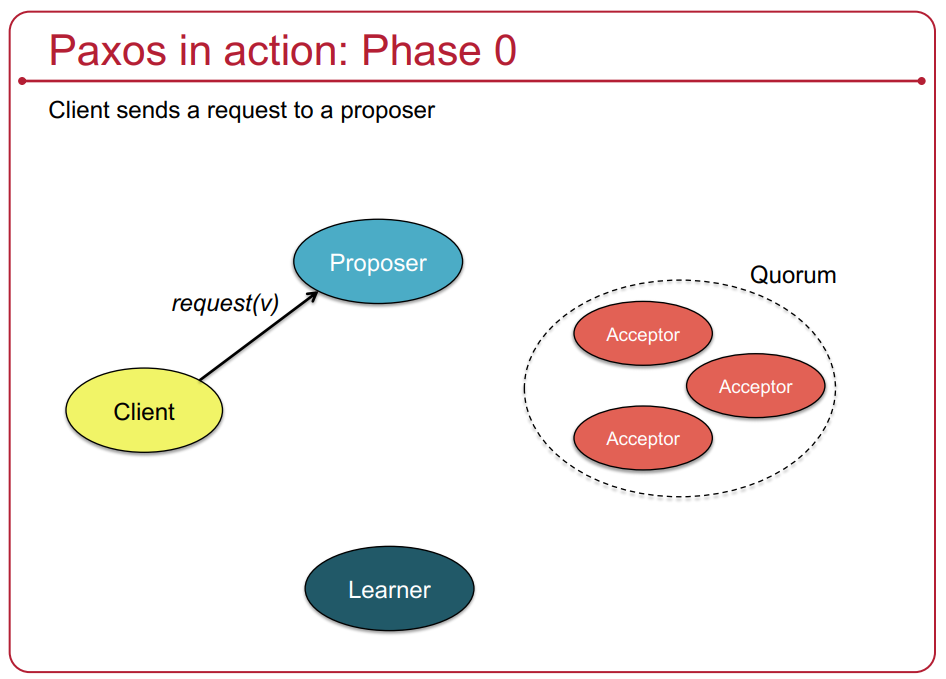 Paxos in action: Phase 0
Client sends a request to a proposer
Proposer
Quorum
request(v)
Acceptor
Acceptor
Client
Acceptor
Learner